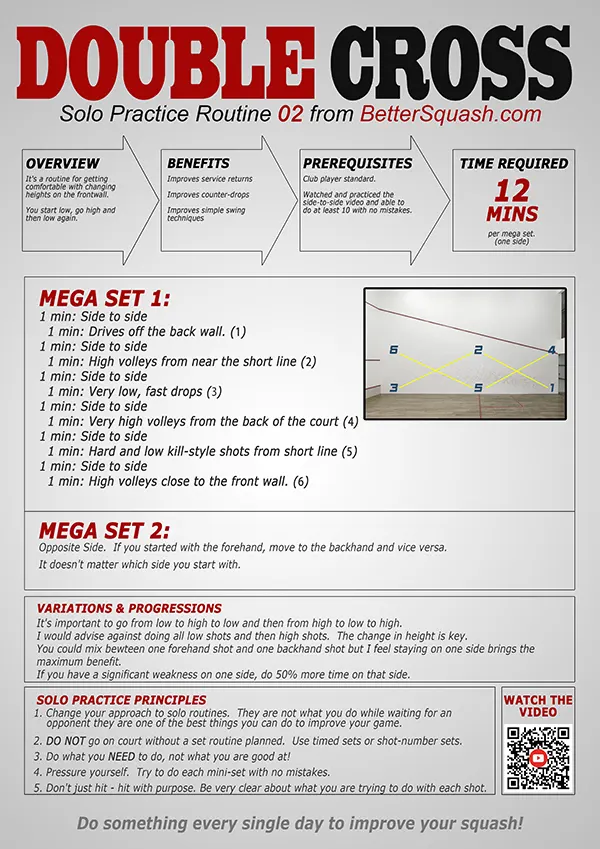 DOUBLE CROSS
Solo Practice Routine 02 from BetterSquash.com
OVERVIEW
It's a routine for getting
comfortable with changing
heights on the frontwall.
You start low, go high and
then low again.
BENEFITS
Improves service returns
Improves counter-drops
Improves simple swing
techniques
PREREQUISITES
Club player standard.
Watched and practiced the
side-to-side video and able to
do at least 10 with no mistakes.
TIME REQUIRED
12
MINS
per mega set.
(one side)
MEGA SET 1:
1 min: Side to side
1 min: Drives off the back wall. (1)
1 min: Side to side
1 min: High volleys from near the short line (2)
1 min: Side to side
1 min: Very low, fast drops (3)
1 min: Side to side
1 min: Very high volleys from the back of the court (4)
1 min: Side to side
1 min: Hard and low kill-style shots from short line (5)
1 min: Side to side
1 min: High volleys close to the front wall. (6)
6 2 4
3 5 1
MEGA SET 2:
Opposite Side. If you started with the forehand, move to the backhand and vice versa.
It doesn't matter which side you start with.
VARIATIONS & PROGRESSIONS
It's important to go from low to high to low and then from high to low to high.
I would advise against doing all low shots and then high shots. The change in height is key.
You could mix bewteen one forehand shot and one backhand shot but I feel staying on one side brings the
maximum benefit.
If you have a significant weakness on one side, do 50% more time on that side.
SOLO PRACTICE PRINCIPLES
1. Change your approach to solo routines. They are not what you do while waiting for an
opponent they are one of the best things you can do to improve your game.
2. DO NOT go on court without a set routine planned. Use timed sets or shot-number sets.
3. Do what you NEED to do, not what you are good at!
4. Pressure yourself. Try to do each mini-set with no mistakes.
5. Don't just hit - hit with purpose. Be very clear about what you are trying to do with each shot.
WATCH THE
VIDEO
Do something every single day to improve your squash!